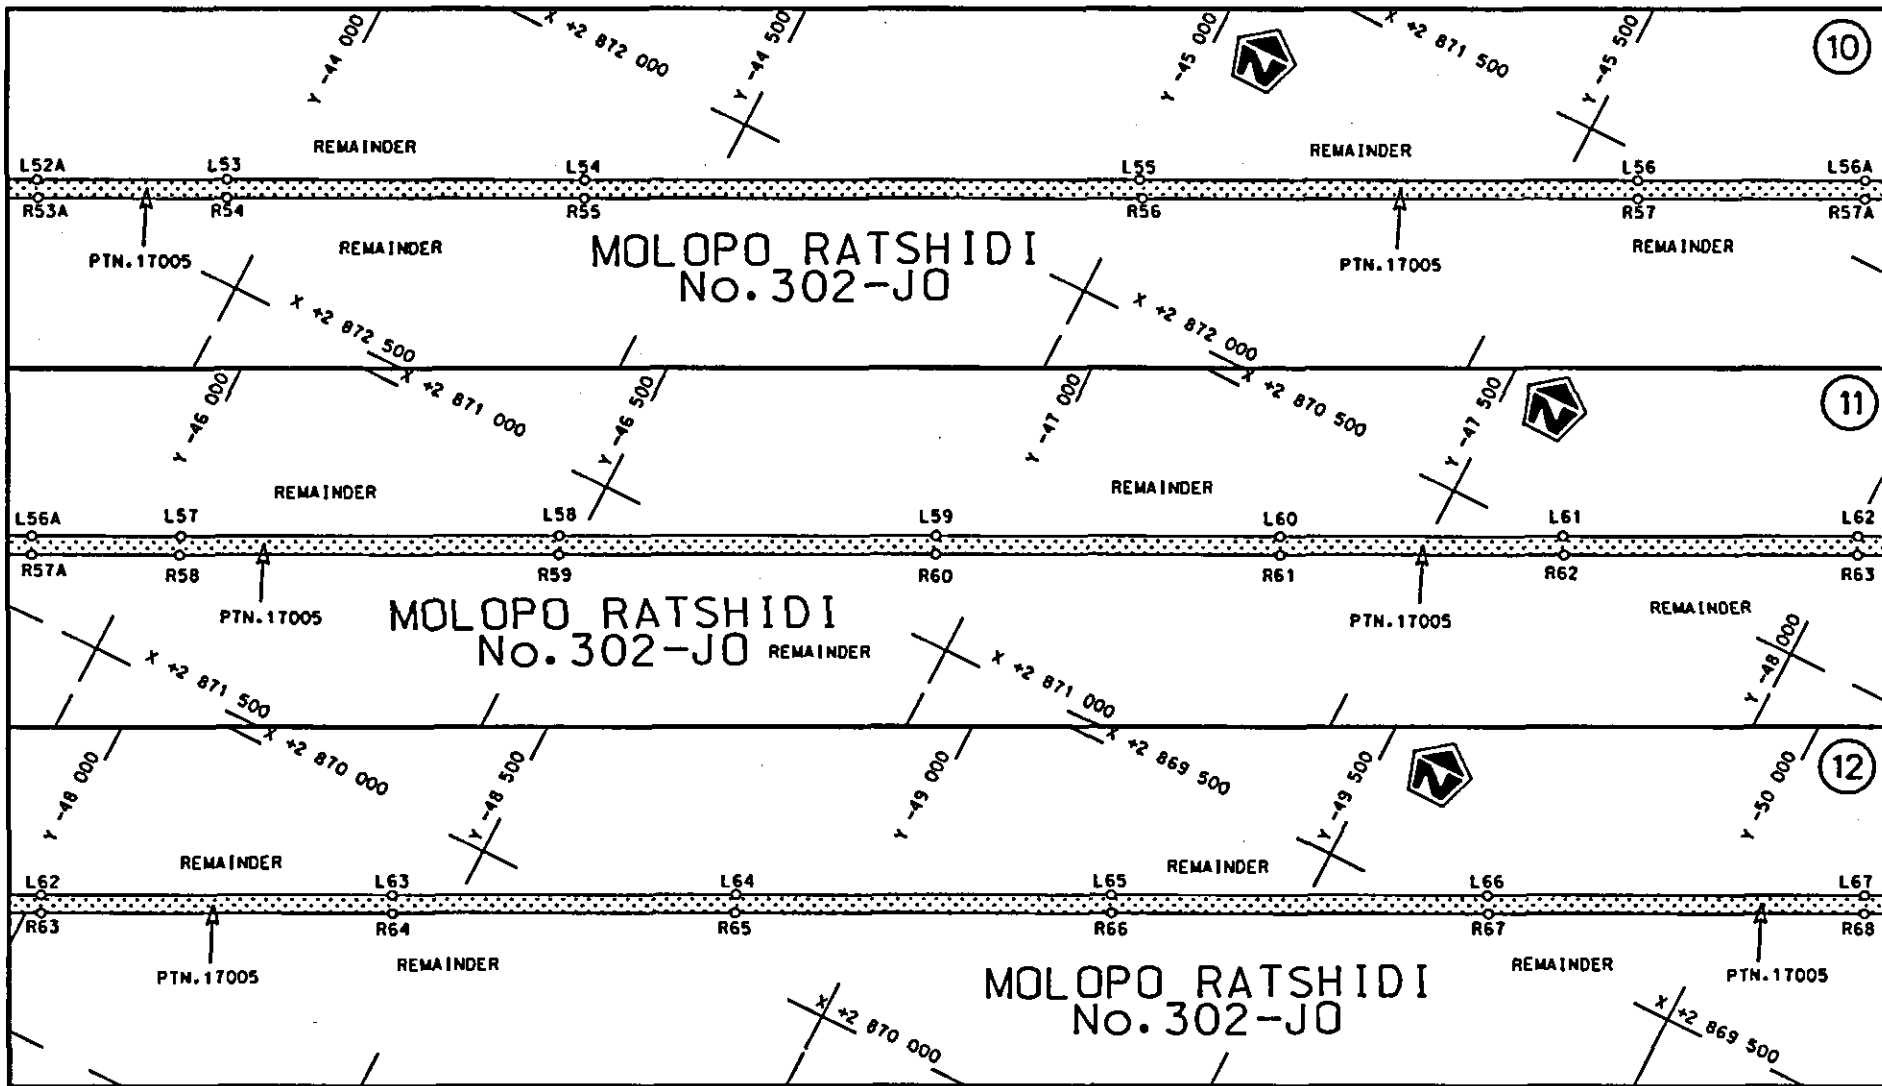 Y -44 000
X +2 872 000
Y -44 500
Y -45 000
X +2 871 500
Y -45 500
10
REMAINDER
REMAINDER
L52A L53 L54 L55 L56 L56A
R53A R54 R55 R56 R57 R57A
PTN.17005
REMAINDER
MOLOPO RATSHIDI
No.302-JO
PTN.17005
REMAINDER
X +2 872 500
X +2 872 000
Y -46 000
X +2 871 000
Y -46 500
Y -47 000
X +2 870 500
Y -47 500
11
REMAINDER
REMAINDER
L56A L57 L58 L59 L60 L61 L62
R57A R58 R59 R60 R61 R62 R63
PTN.17005
MOLOPO RATSHIDI
No.302-JO
REMAINDER
PTN.17005
REMAINDER
X +2 871 500
X +2 871 000
Y -48 000
Y -48 000
X +2 870 000
Y -48 500
Y -49 000
X +2 869 500
Y -49 500
Y -50 000
12
REMAINDER
REMAINDER
L62 L63 L64 L65 L66 L67
R63 R64 R65 R66 R67 R68
PTN.17005
REMAINDER
MOLOPO RATSHIDI
No.302-JO
REMAINDER
PTN.17005
X +2 870 000
X +2 869 500